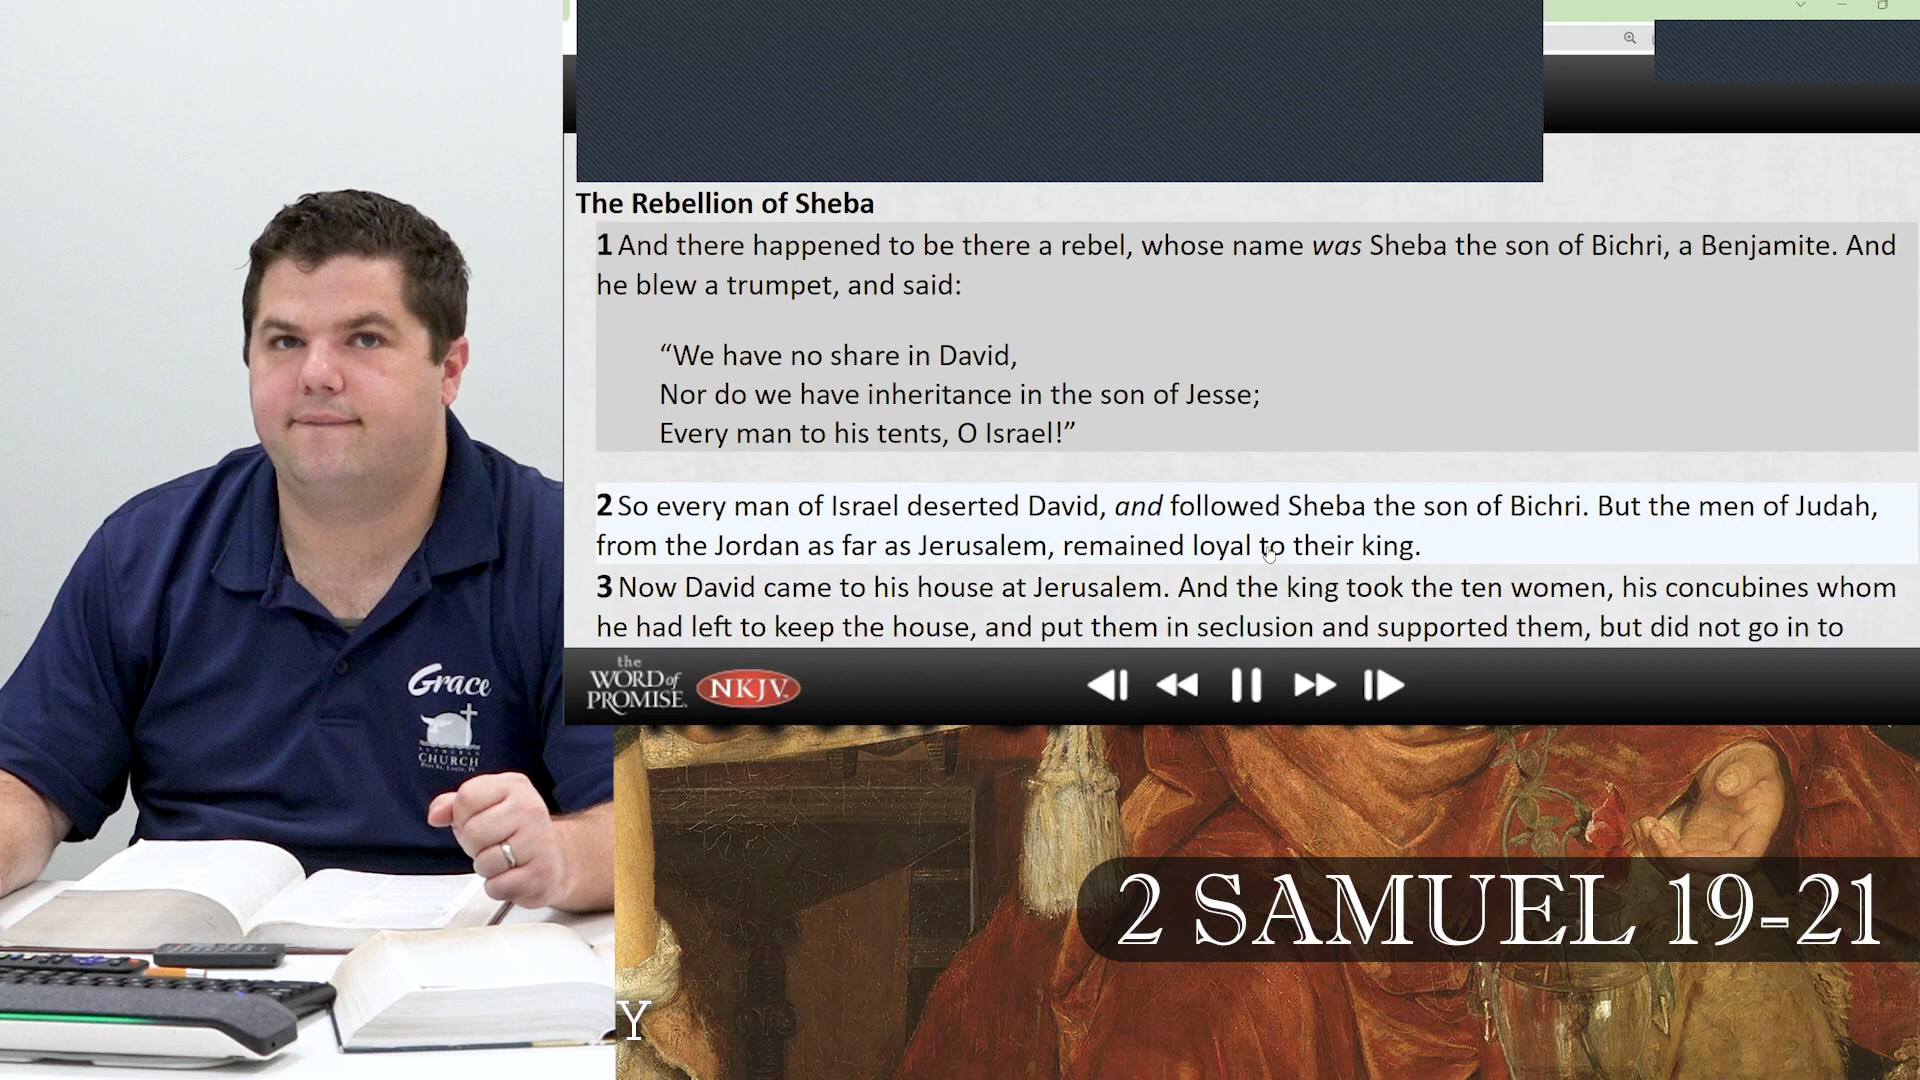 The Rebellion of Sheba
1 And there happened to be there a rebel, whose name was Sheba the son of Bichri, a Benjamite. And
he blew a trumpet, and said:
“We have no share in David,
Nor do we have inheritance in the son of Jesse;
Every man to his tents, O Israel!”
2 So every man of Israel deserted David, and followed Sheba the son of Bichri. But the men of Judah,
from the Jordan as far as Jerusalem, remained loyal to their king.
3 Now David came to his house at Jerusalem. And the king took the ten women, his concubines whom
he had left to keep the house, and put them in seclusion and supported them, but did not go in to
the
WORD of
PROMISE
NKJV
Grace
LUTHERAN
CHURCH
Port St. Lucie, FL
2 SAMUEL 19-21
Y